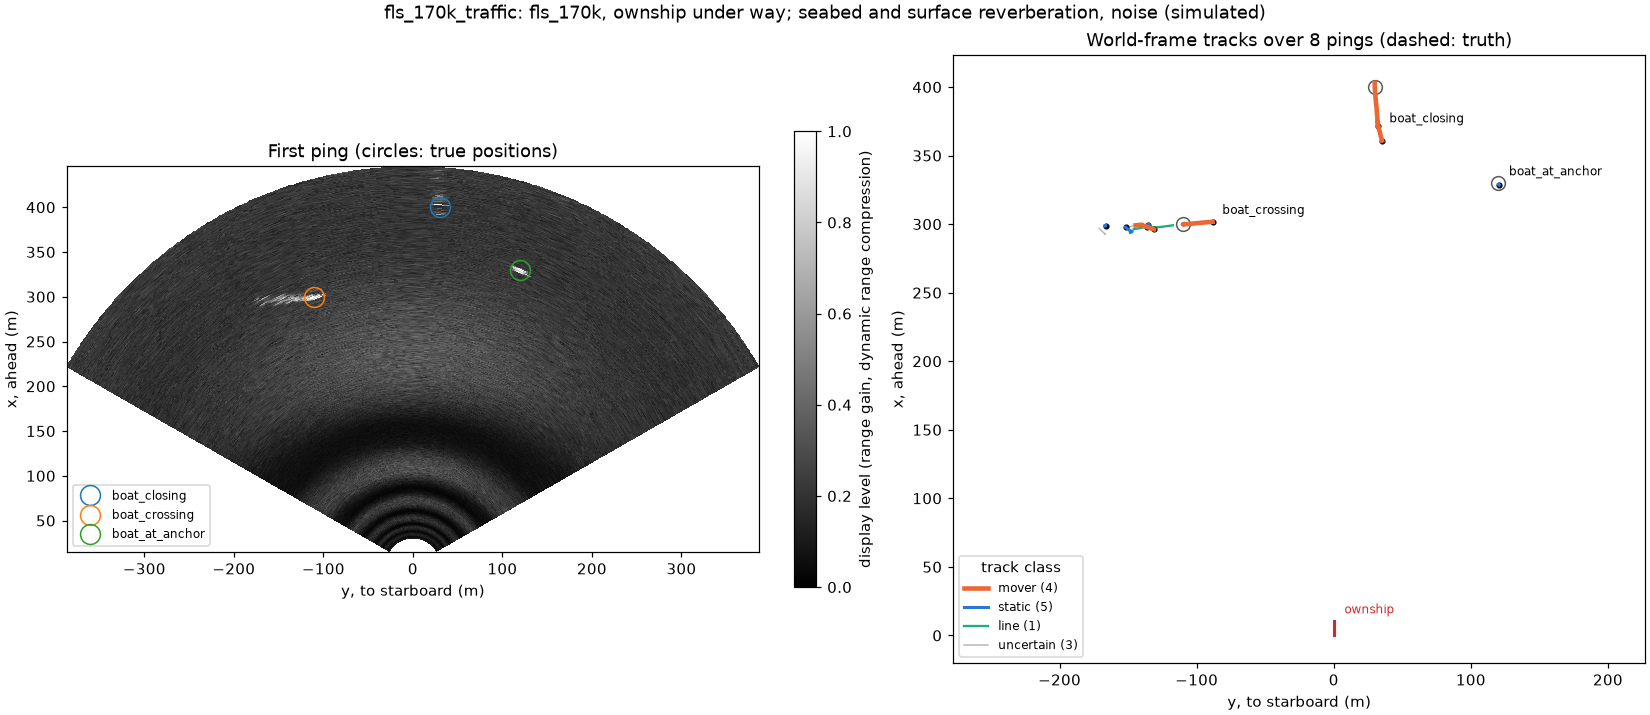 fls_170k_traffic: fls_170k, ownship under way; seabed and surface reverberation, noise (simulated)
First ping (circles: true positions)
400
350
300
250
200
150
100
50
x, ahead (m)
boat_closing
boat_crossing
boat_at_anchor
−300
−200
−100
0
100
200
300
y, to starboard (m)
1.0
0.8
0.6
0.4
0.2
0.0
display level (range gain, dynamic range compression)
World-frame tracks over 8 pings (dashed: truth)
400
350
300
250
200
150
100
50
0
x, ahead (m)
boat_closing
boat_at_anchor
boat_crossing
track class
mover (4)
static (5)
line (1)
uncertain (3)
ownship
−200
−100
0
100
200
y, to starboard (m)